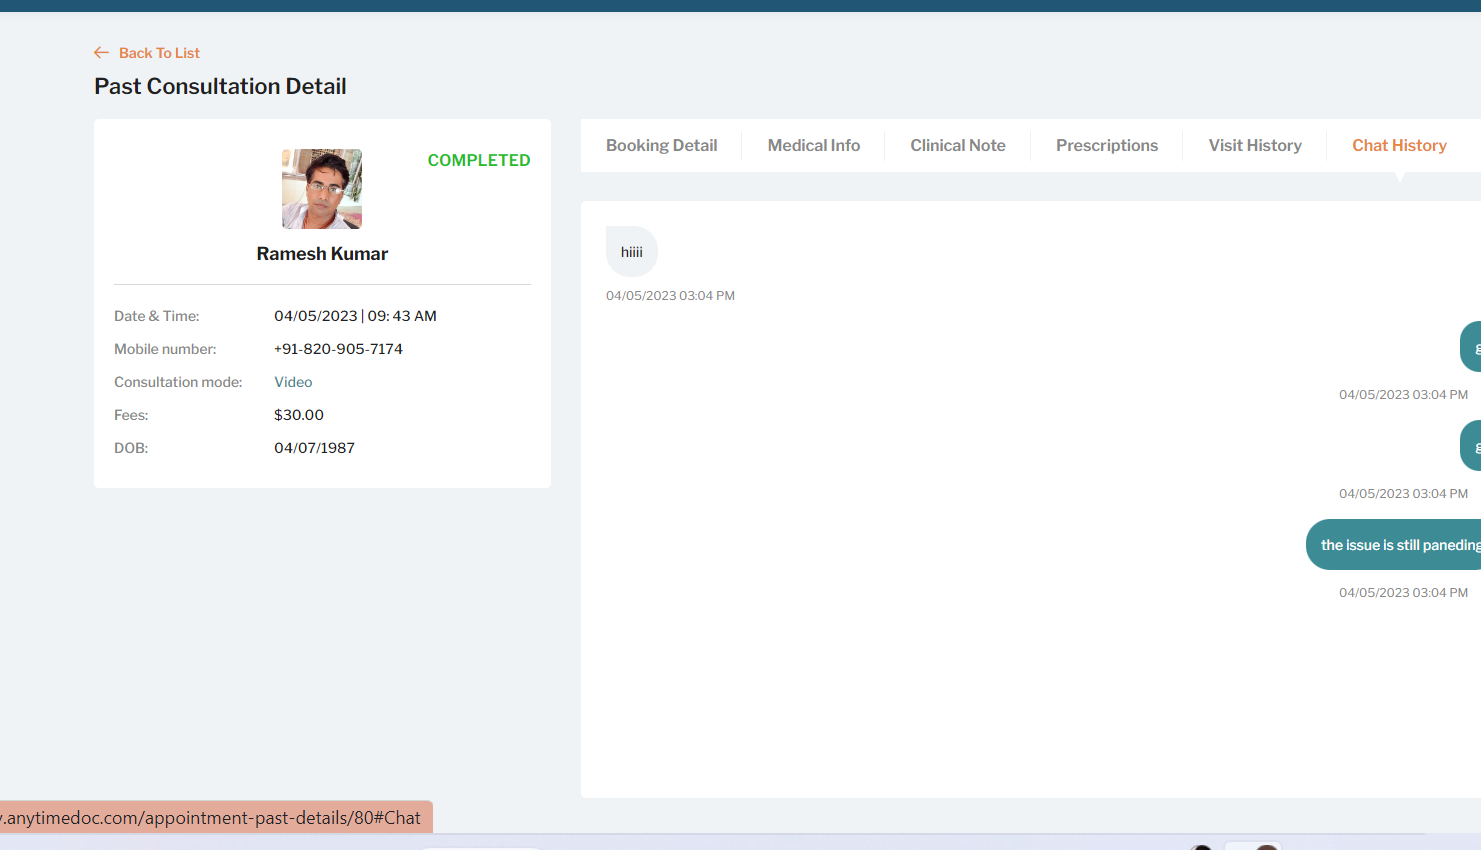 Back To List
Past Consultation Detail
COMPLETED
Ramesh Kumar
Date & Time: 04/05/2023 | 09: 43 AM
Mobile number: +91-820-905-7174
Consultation mode: Video
Fees: $30.00
DOB: 04/07/1987
Booking Detail Medical Info Clinical Note Prescriptions Visit History Chat History
hiiii
04/05/2023 03:04 PM
04/05/2023 03:04 PM
04/05/2023 03:04 PM
the issue is still paneding
04/05/2023 03:04 PM
.anytimedoc.com/appointment-past-details/80#Chat